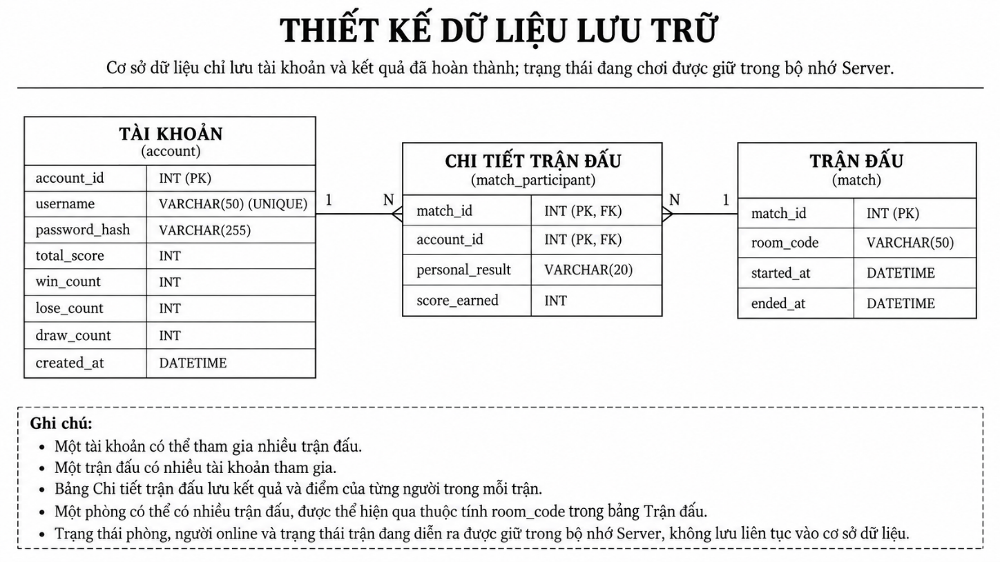 THIẾT KẾ DỮ LIỆU LƯU TRỮ
Cơ sở dữ liệu chỉ lưu tài khoản và kết quả đã hoàn thành; trạng thái đang chơi được giữ trong bộ nhớ Server.
TÀI KHOẢN
(account)
account_id INT (PK)
username VARCHAR(50) (UNIQUE)
password_hash VARCHAR(255)
total_score INT
win_count INT
lose_count INT
draw_count INT
created_at DATETIME
1 N
CHI TIẾT TRẬN ĐẤU
(match_participant)
match_id INT (PK, FK)
account_id INT (PK, FK)
personal_result VARCHAR(20)
score_earned INT
N 1
TRẬN ĐẤU
(match)
match_id INT (PK)
room_code VARCHAR(50)
started_at DATETIME
ended_at DATETIME
Ghi chú:
• Một tài khoản có thể tham gia nhiều trận đấu.
• Một trận đấu có nhiều tài khoản tham gia.
• Bảng Chi tiết trận đấu lưu kết quả và điểm của từng người trong mỗi trận.
• Một phòng có thể có nhiều trận đấu, được thể hiện qua thuộc tính room_code trong bảng Trận đấu.
• Trạng thái phòng, người online và trạng thái trận đang diễn ra được giữ trong bộ nhớ Server, không lưu liên tục vào cơ sở dữ liệu.